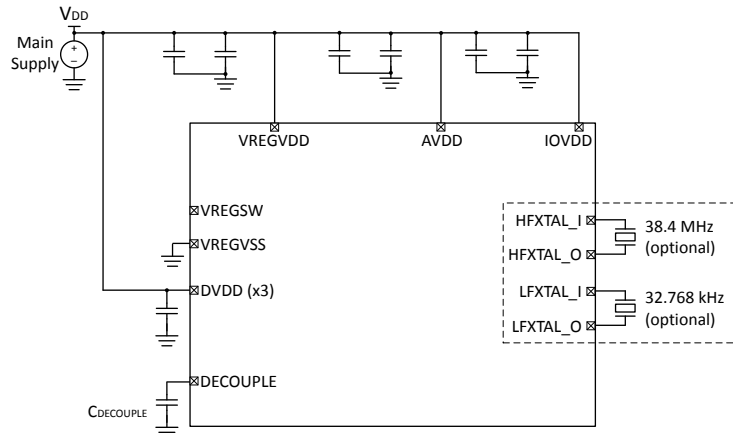 VDD
Main
Supply
+
–
VREGVDD
AVDD
IOVDD
VREGSW
VREGVSS
DVDD (x3)
DECOUPLE
CDECOUPLE
HFXTAL_I
HFXTAL_O
38.4 MHz
(optional)
LFXTAL_I
LFXTAL_O
32.768 kHz
(optional)